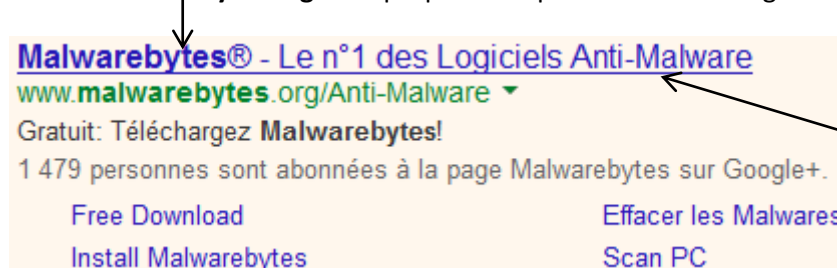 Malwarebytes® - Le n°1 des Logiciels Anti-Malware
www.malwarebytes.org/Anti-Malware
Gratuit: Téléchargez Malwarebytes!
1 479 personnes sont abonnées à la page Malwarebytes sur Google+.
Free Download Effacer les Malwares
Install Malwarebytes Scan PC